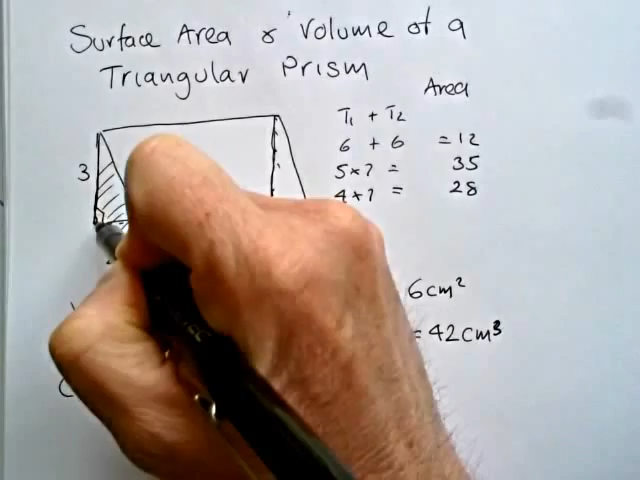 Surface Area & Volume of a
Triangular Prism
Area
T1 + T2
6 + 6 = 12
5 × 7 = 35
4 × 7 = 28
3
6cm²
= 42cm³